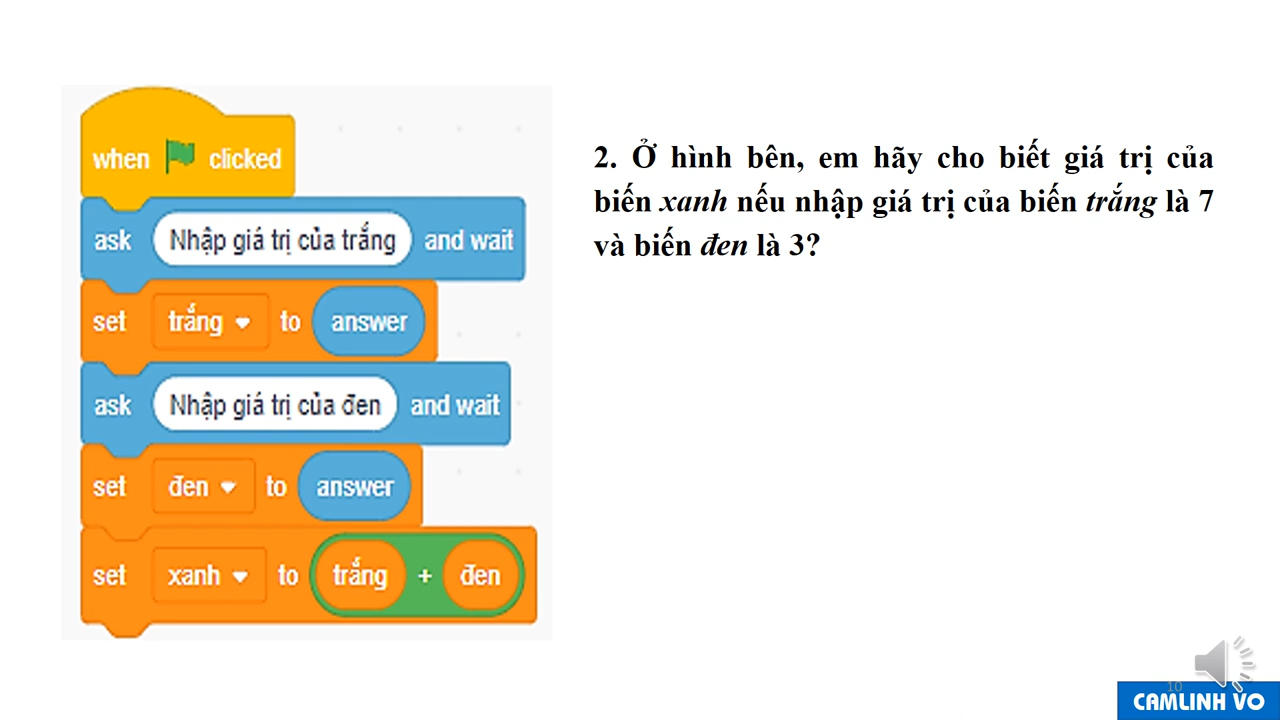 when clicked
ask Nhập giá trị của trắng and wait
set trắng to answer
ask Nhập giá trị của đen and wait
set đen to answer
set xanh to trắng + đen
2. Ở hình bên, em hãy cho biết giá trị của
biến xanh nếu nhập giá trị của biến trắng là 7
và biến đen là 3?
10
CAMLINH VO